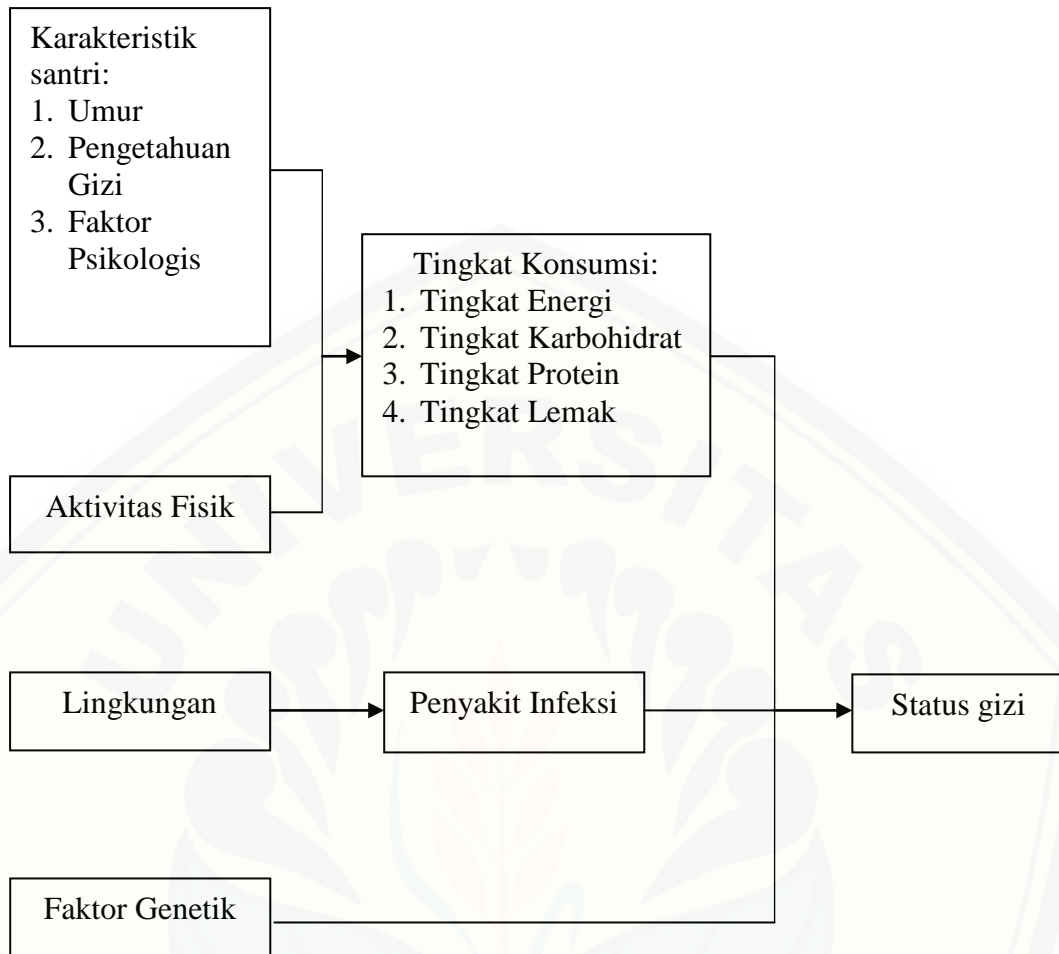 Karakteristik
santri:
1. Umur
2. Pengetahuan
Gizi
3. Faktor
Psikologis
Tingkat Konsumsi:
1. Tingkat Energi
2. Tingkat Karbohidrat
3. Tingkat Protein
4. Tingkat Lemak
Aktivitas Fisik
Lingkungan
Penyakit Infeksi
Status gizi
Faktor Genetik
UNIVERSITAS